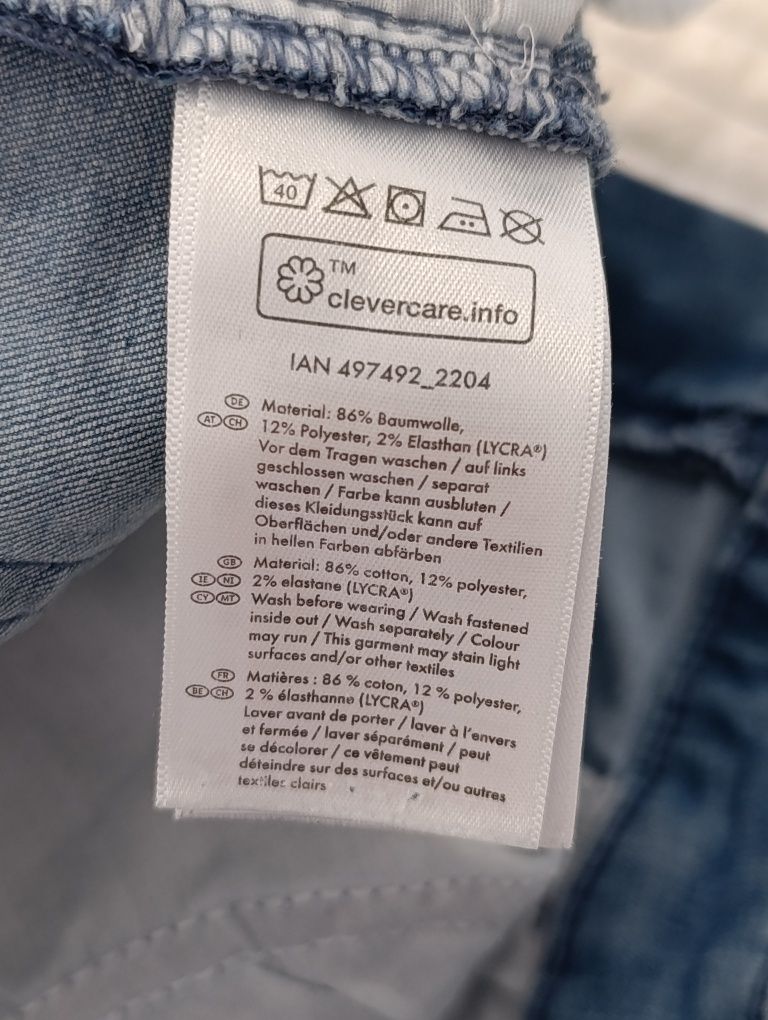 40
TM
clevercare.info
IAN 497492_2204
DE Material: 86% Baumwolle,
AT CH 12% Polyester, 2% Elasthan (LYCRA®)
Vor dem Tragen waschen / auf links
geschlossen waschen / separat
waschen / Farbe kann ausbluten /
dieses Kleidungsstück kann auf
Oberflächen und/oder andere Textilien
in hellen Farben abfärben
GB Material: 86% cotton, 12% polyester,
IE NI 2% elastane (LYCRA®)
CY MT Wash before wearing / Wash fastened
inside out / Wash separately / Colour
may run / This garment may stain light
surfaces and/or other textiles
FR Matières : 86 % coton, 12 % polyester,
BE CH 2 % élasthanne (LYCRA®)
Laver avant de porter / laver à l'envers
et fermée / laver séparément / peut
se décolorer / ce vêtement peut
déteindre sur des surfaces et/ou autres
textiles clairs